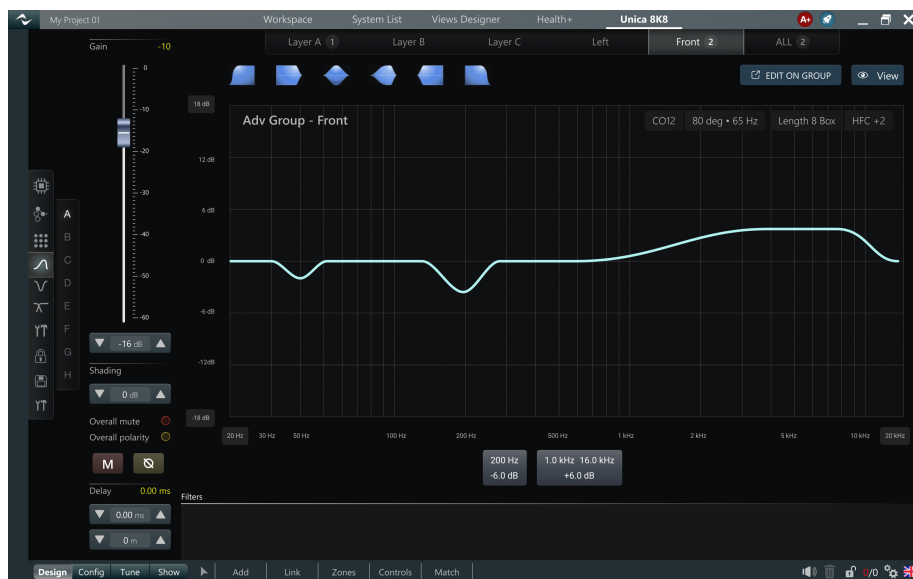 My Project 01 Workspace System List Views Designer Health+ Unica 8K8 A+
Layer A 1 Layer B Layer C Left Front 2 ALL 2
Gain -10
EDIT ON GROUP View
Adv Group - Front CO12 80 deg • 65 Hz Length 8 Box HFC +2
0
-10
-20
-30
-40
-50
-60
A
B
C
D
E
F
G
H
18 dB
12 dB
6 dB
0 dB
-6 dB
-12dB
-18 dB
20 Hz 30 Hz 50 Hz 100 Hz 200 Hz 500 Hz 1 kHz 2 kHz 5 kHz 10 kHz 20 kHz
-16 dB
Shading
0 dB
Overall mute
Overall polarity
M
200 Hz
-6.0 dB
1.0 kHz 16.0 kHz
+6.0 dB
Delay 0.00 ms
Filters
0.00 ms
0 m
Design Config Tune Show Add Link Zones Controls Match 0/0